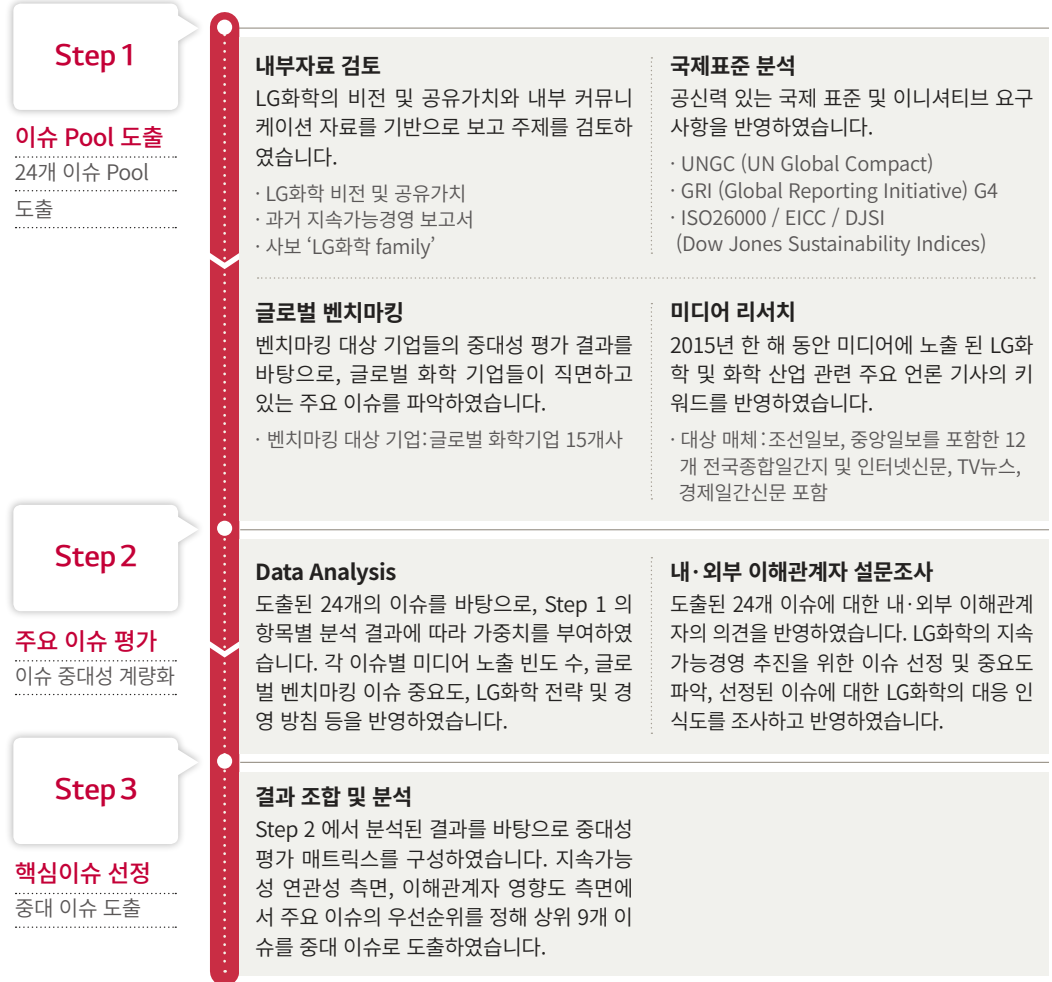 Step 1
이슈 Pool 도출
24개 이슈 Pool
도출
내부자료 검토
LG화학의 비전 및 공유가치와 내부 커뮤니
케이션 자료를 기반으로 보고 주제를 검토하
였습니다.
· LG화학 비전 및 공유가치
· 과거 지속가능경영 보고서
· 사보 ‘LG화학 family’
국제표준 분석
공신력 있는 국제 표준 및 이니셔티브 요구
사항을 반영하였습니다.
· UNGC (UN Global Compact)
· GRI (Global Reporting Initiative) G4
· ISO26000 / EICC / DJSI
(Dow Jones Sustainability Indices)
글로벌 벤치마킹
벤치마킹 대상 기업들의 중대성 평가 결과를
바탕으로, 글로벌 화학 기업들이 직면하고
있는 주요 이슈를 파악하였습니다.
· 벤치마킹 대상 기업:글로벌 화학기업 15개사
미디어 리서치
2015년 한 해 동안 미디어에 노출 된 LG화
학 및 화학 산업 관련 주요 언론 기사의 키
워드를 반영하였습니다.
· 대상 매체:조선일보, 중앙일보를 포함한 12
개 전국종합일간지 및 인터넷신문, TV뉴스,
경제일간신문 포함
Step 2
주요 이슈 평가
이슈 중대성 계량화
Data Analysis
도출된 24개의 이슈를 바탕으로, Step 1 의
항목별 분석 결과에 따라 가중치를 부여하였
습니다. 각 이슈별 미디어 노출 빈도 수, 글로
벌 벤치마킹 이슈 중요도, LG화학 전략 및 경
영 방침 등을 반영하였습니다.
내·외부 이해관계자 설문조사
도출된 24개 이슈에 대한 내·외부 이해관계
자의 의견을 반영하였습니다. LG화학의 지속
가능경영 추진을 위한 이슈 선정 및 중요도
파악, 선정된 이슈에 대한 LG화학의 대응 인
식도를 조사하고 반영하였습니다.
Step 3
핵심이슈 선정
중대 이슈 도출
결과 조합 및 분석
Step 2 에서 분석된 결과를 바탕으로 중대성
평가 매트릭스를 구성하였습니다. 지속가능
성 연관성 측면, 이해관계자 영향도 측면에
서 주요 이슈의 우선순위를 정해 상위 9개 이
슈를 중대 이슈로 도출하였습니다.